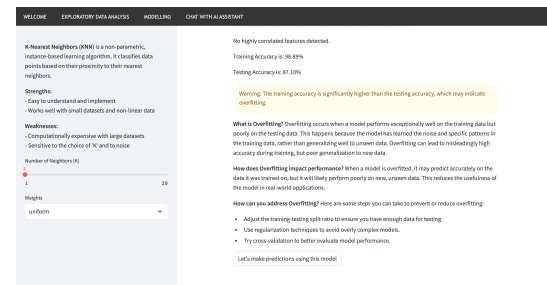 WELCOME EXPLORATORY DATA ANALYSIS MODELLING CHAT WITH AI ASSISTANT
K-Nearest Neighbors (KNN) is a non-parametric,
instance-based learning algorithm. It classifies data
points based on their proximity to their nearest
neighbors.
Strengths:
- Easy to understand and implement
- Works well with small datasets and non-linear data
Weaknesses:
- Computationally expensive with large datasets
- Sensitive to the choice of 'K' and to noise
Number of Neighbors (K)
1
1 20
Weights
uniform
No highly correlated features detected.
Training Accuracy is: 98.89%
Testing Accuracy is: 87.10%
Warning: The training accuracy is significantly higher than the testing accuracy, which may indicate
overfitting.
What is Overfitting? Overfitting occurs when a model performs exceptionally well on the training data but
poorly on the testing data. This happens because the model has learned the noise and specific patterns in
the training data, rather than generalizing well to unseen data. Overfitting can lead to misleadingly high
accuracy during training, but poor generalization to new data.
How does Overfitting impact performance? When a model is overfitted, it may predict accurately on the
data it was trained on, but it will likely perform poorly on new, unseen data. This reduces the usefulness of
the model in real-world applications.
How can you address Overfitting? Here are some steps you can take to prevent or reduce overfitting:
• Adjust the training-testing split ratio to ensure you have enough data for testing.
• Use regularization techniques to avoid overly complex models.
• Try cross-validation to better evaluate model performance.
Let's make predictions using this model